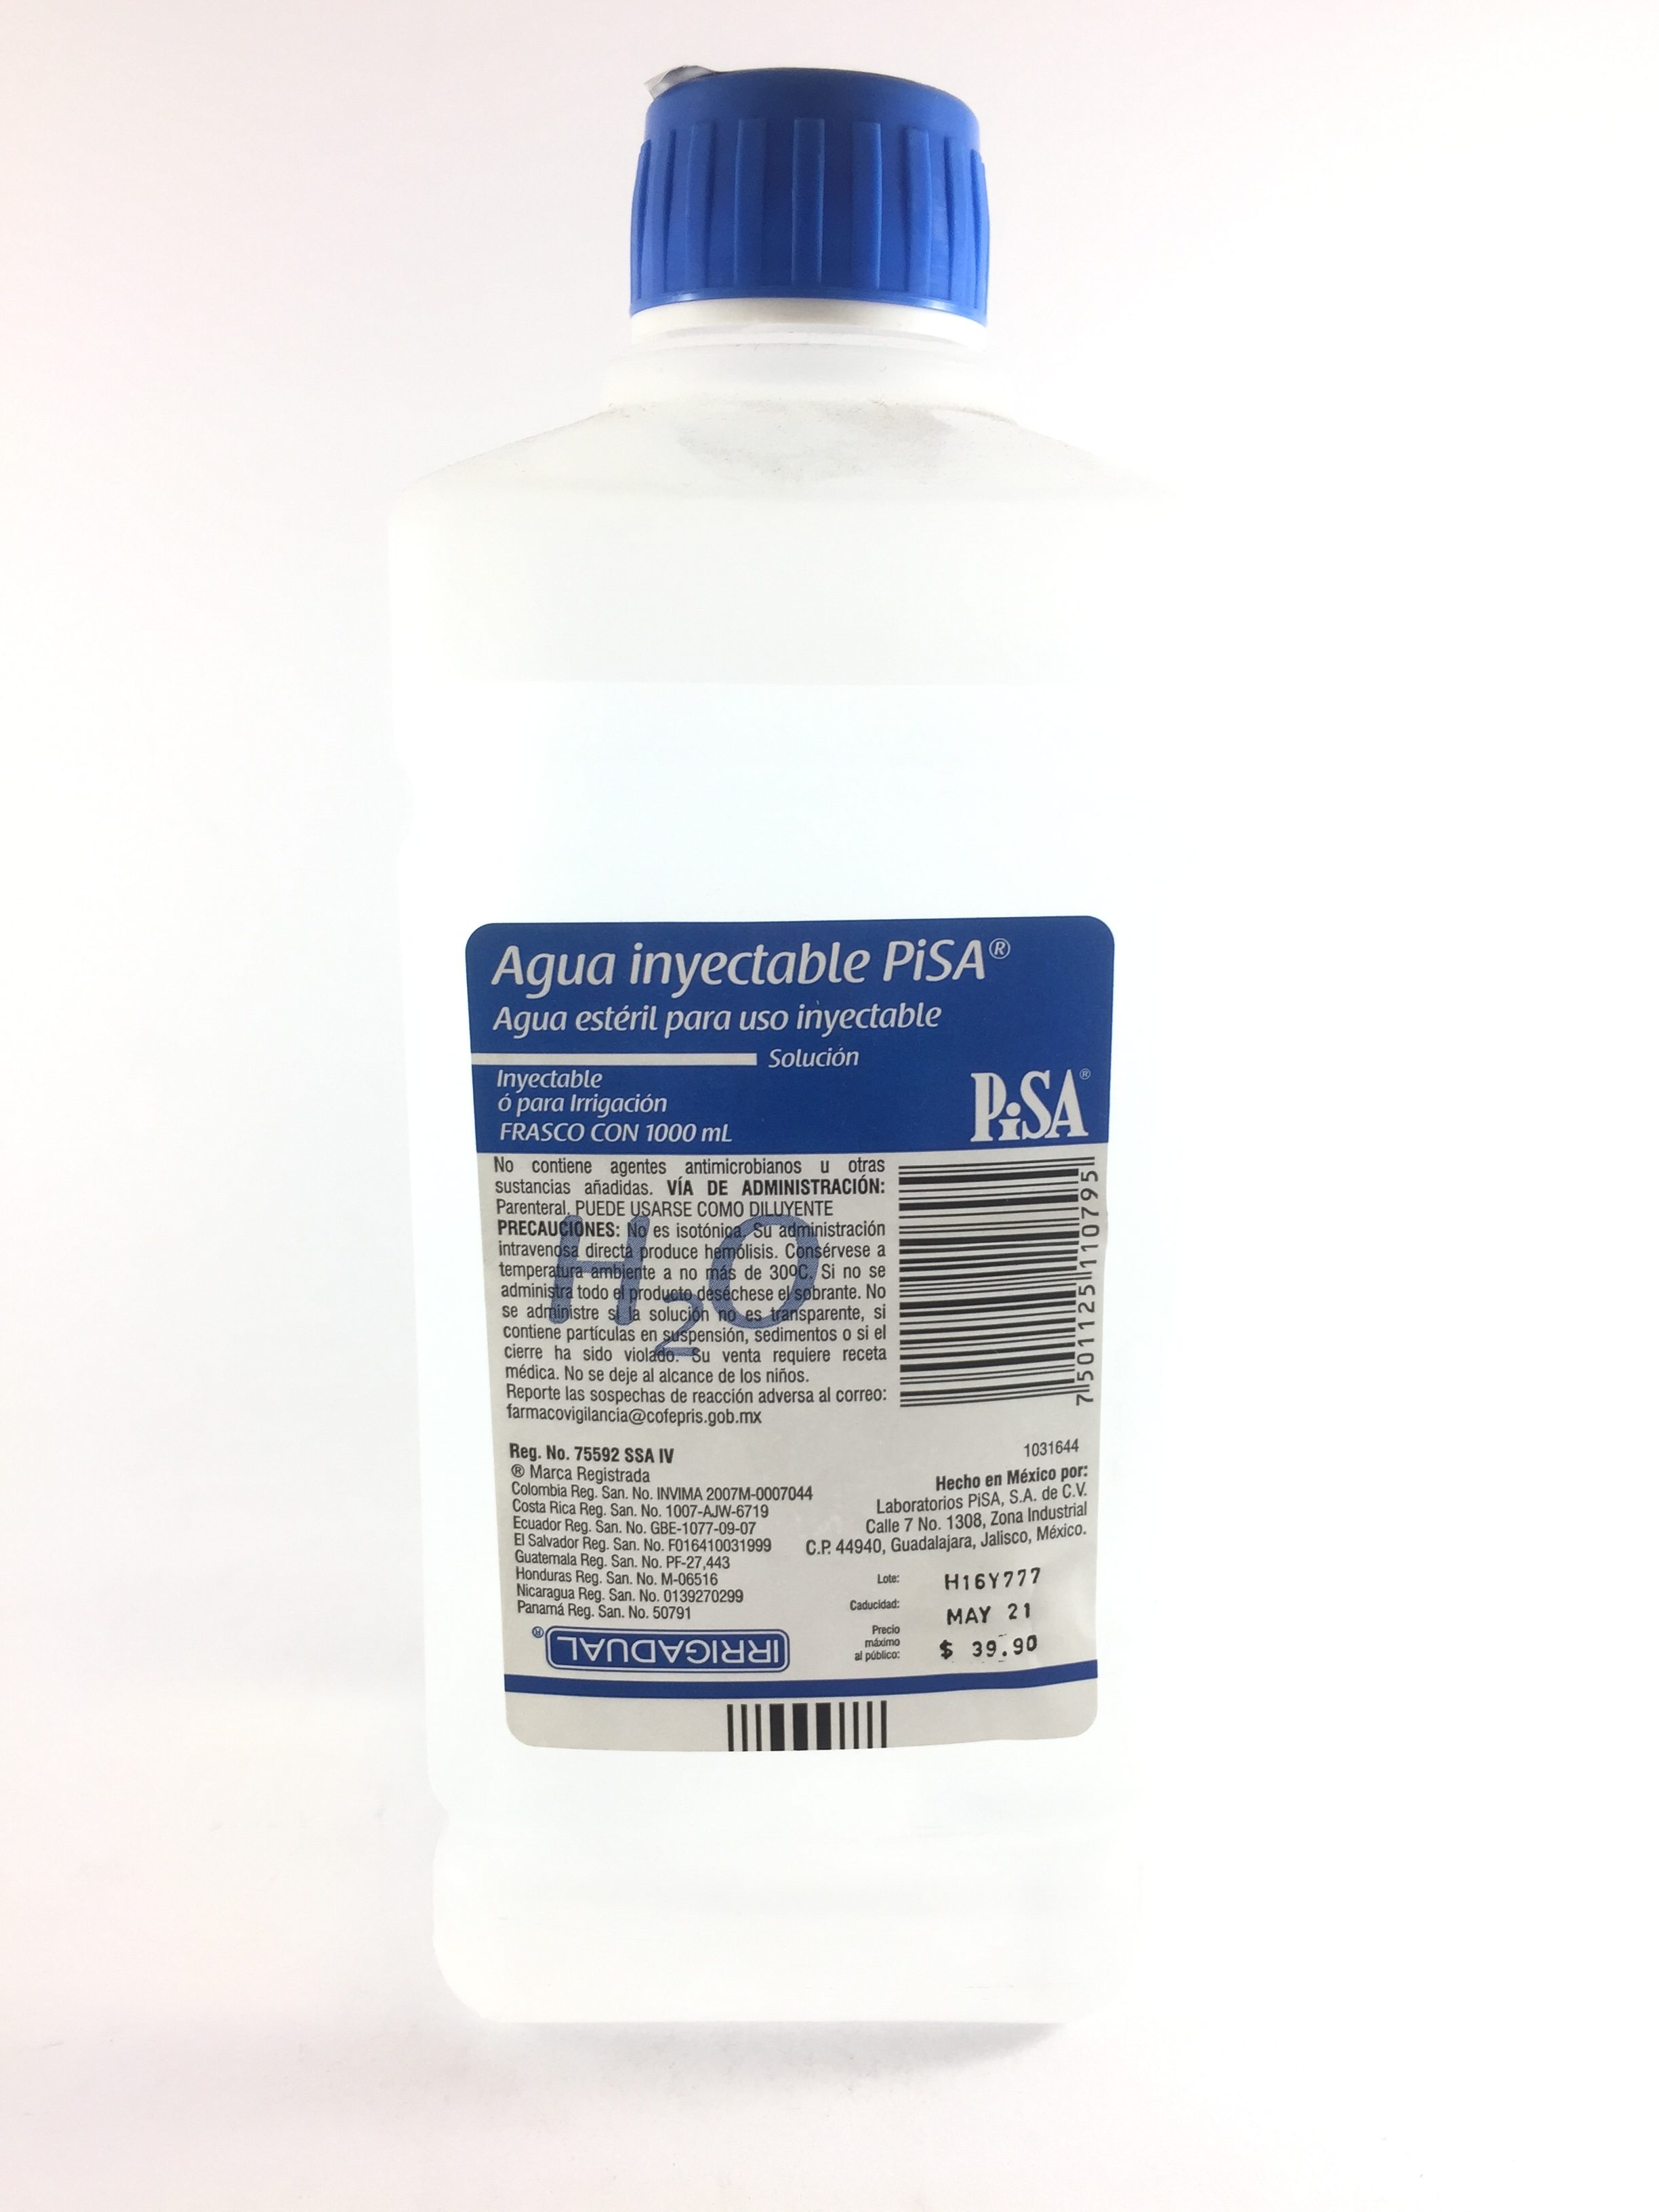 Agua inyectable PiSA®
Agua estéril para uso inyectable
Solución
Inyectable
ó para Irrigación
FRASCO CON 1000 mL
PiSA®
No contiene agentes antimicrobianos u otras
sustancias añadidas. VÍA DE ADMINISTRACIÓN:
Parenteral. PUEDE USARSE COMO DILUYENTE
PRECAUCIONES: No es isotónica. Su administración
intravenosa directa produce hemólisis. Consérvese a
temperatura ambiente a no más de 30ºC. Si no se
administra todo el producto deséchese el sobrante. No
se administre si la solución no es transparente, si
contiene partículas en suspensión, sedimentos o si el
cierre ha sido violado. Su venta requiere receta
médica. No se deje al alcance de los niños.
Reporte las sospechas de reacción adversa al correo:
farmacovigilancia@cofepris.gob.mx
H2O
7501125110795
Reg. No. 75592 SSA IV
® Marca Registrada
Colombia Reg. San. No. INVIMA 2007M-0007044
Costa Rica Reg. San. No. 1007-AJW-6719
Ecuador Reg. San. No. GBE-1077-09-07
El Salvador Reg. San. No. F016410031999
Guatemala Reg. San. No. PF-27,443
Honduras Reg. San. No. M-06516
Nicaragua Reg. San. No. 0139270299
Panamá Reg. San. No. 50791
IRRIGADUAL®
1031644
Hecho en México por:
Laboratorios PiSA, S.A. de C.V.
Calle 7 No. 1308, Zona Industrial
C.P. 44940, Guadalajara, Jalisco, México.
Lote: H16Y777
Caducidad: MAY 21
Precio
máximo
al público: $ 39.90